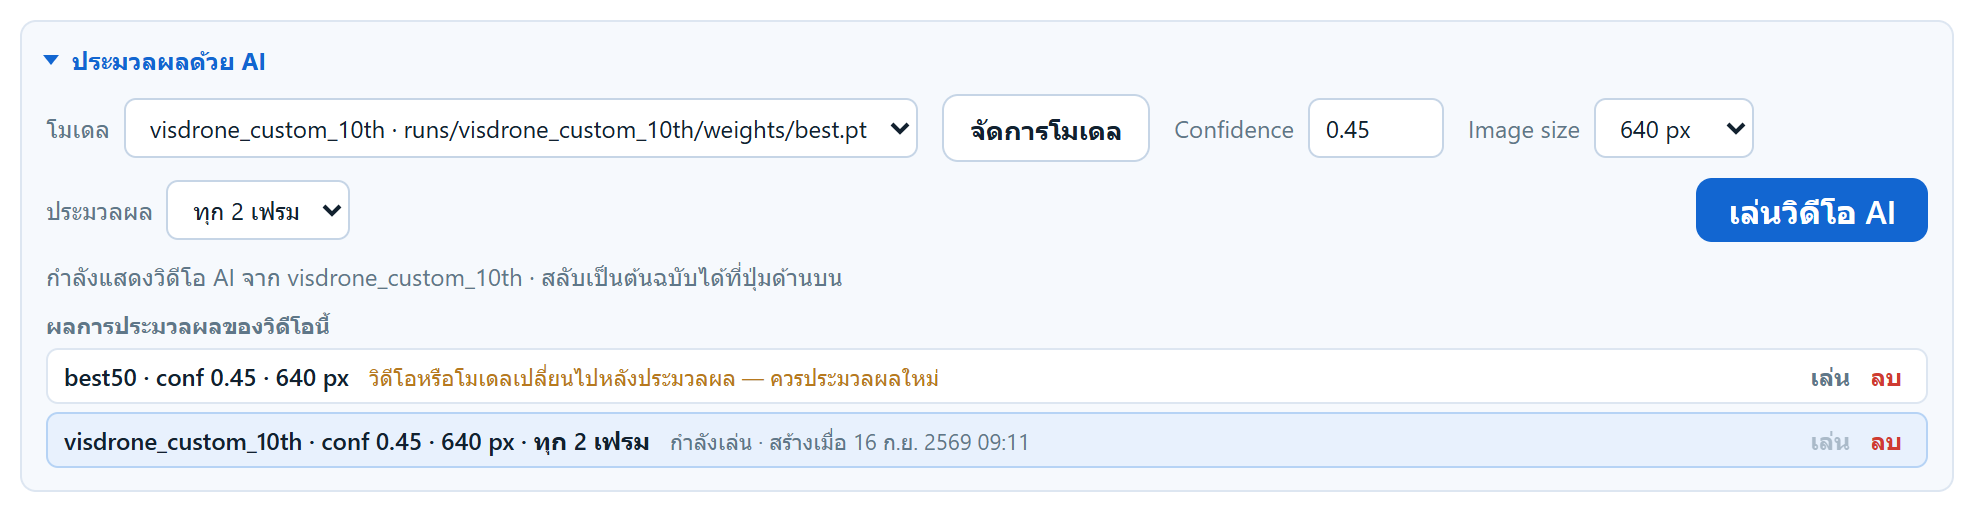 ประมวลผลด้วย AI
โมเดล visdrone_custom_10th · runs/visdrone_custom_10th/weights/best.pt จัดการโมเดล Confidence 0.45 Image size 640 px
ประมวลผล ทุก 2 เฟรม เล่นวิดีโอ AI
กำลังแสดงวิดีโอ AI จาก visdrone_custom_10th · สลับเป็นต้นฉบับได้ที่ปุ่มด้านบน
ผลการประมวลผลของวิดีโอนี้
best50 · conf 0.45 · 640 px วิดีโอหรือโมเดลเปลี่ยนไปหลังประมวลผล — ควรประมวลผลใหม่ เล่น ลบ
visdrone_custom_10th · conf 0.45 · 640 px · ทุก 2 เฟรม กำลังเล่น · สร้างเมื่อ 16 ก.ย. 2569 09:11 เล่น ลบ